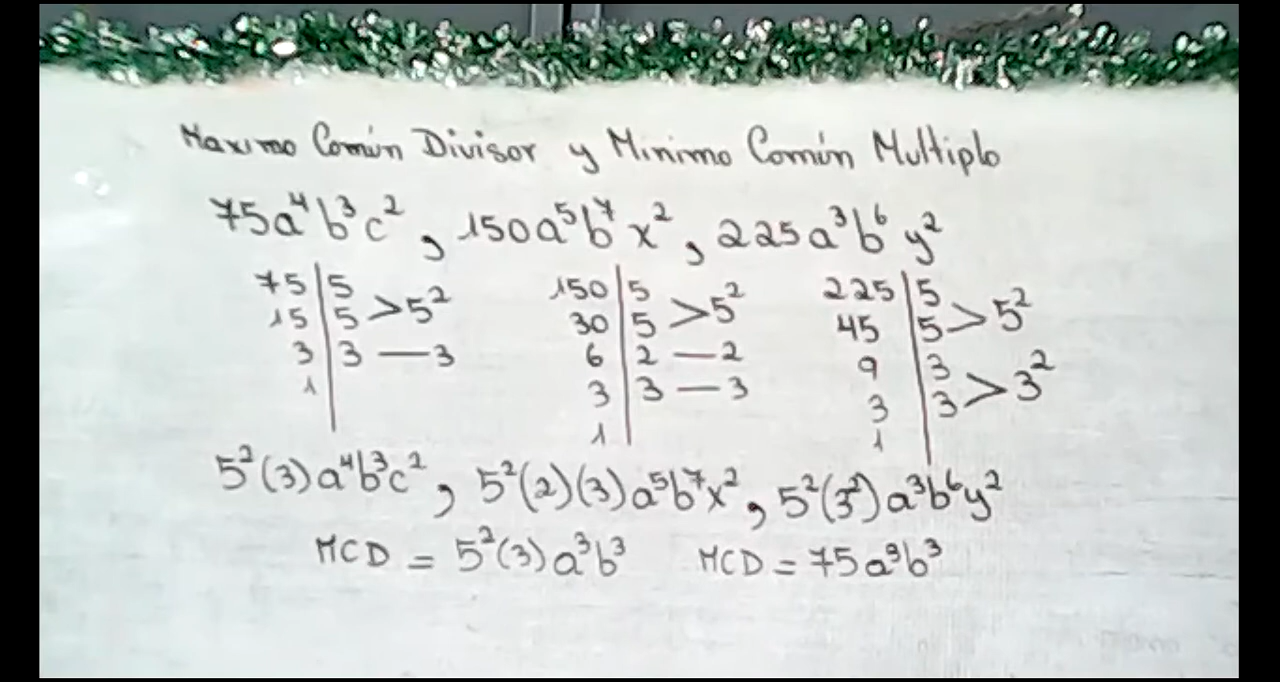 Maximo Común Divisor y Minimo Común Multiplo
75a⁴b³c², 150a⁵b⁷x², 225a³b⁶y²
75 | 5 150 | 5 225 | 5
15 | 5 > 5² 30 | 5 > 5² 45 | 5 > 5²
3 | 3 — 3 6 | 2 — 2 9 | 3
1 3 | 3 — 3 3 | 3 > 3²
1 1
5²(3)a⁴b³c², 5²(2)(3)a⁵b⁷x², 5²(3²)a³b⁶y²
MCD = 5²(3)a³b³ MCD = 75a³b³